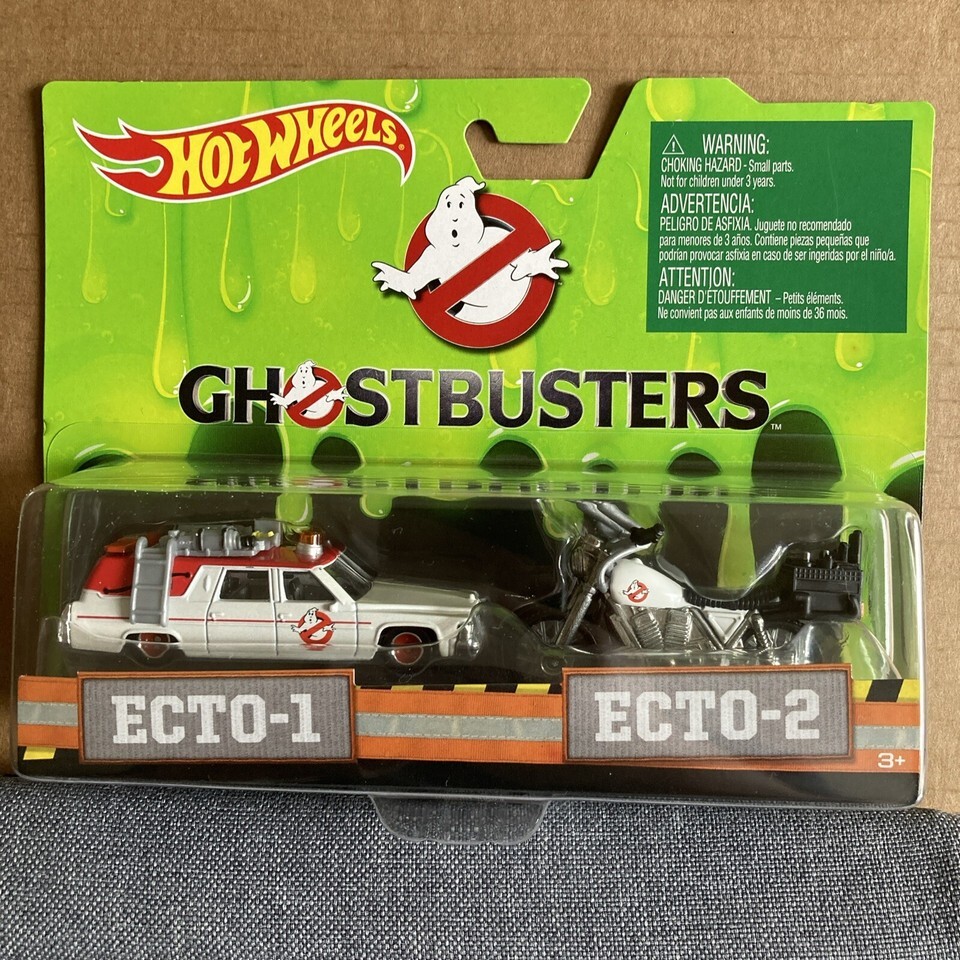 HOT WHEELS
WARNING:
CHOKING HAZARD - Small parts.
Not for children under 3 years.
ADVERTENCIA:
PELIGRO DE ASFIXIA. Juguete no recomendado
para menores de 3 años. Contiene piezas pequeñas que
podrían provocar asfixia en caso de ser ingeridas por el niño/a.
ATTENTION:
DANGER D'ÉTOUFFEMENT – Petits éléments.
Ne convient pas aux enfants de moins de 36 mois.
GHOSTBUSTERS™
ECTO-1
ECTO-2
3+